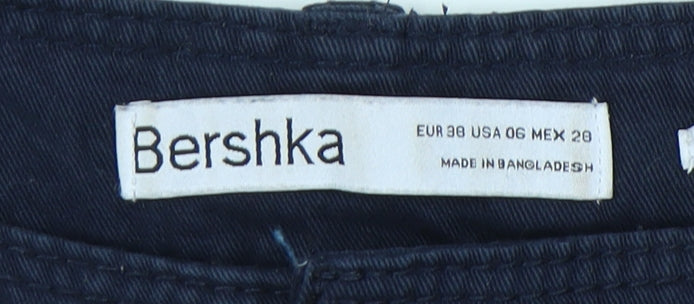 Bershka
EUR 38 USA 06 MEX 28
MADE IN BANGLADESH